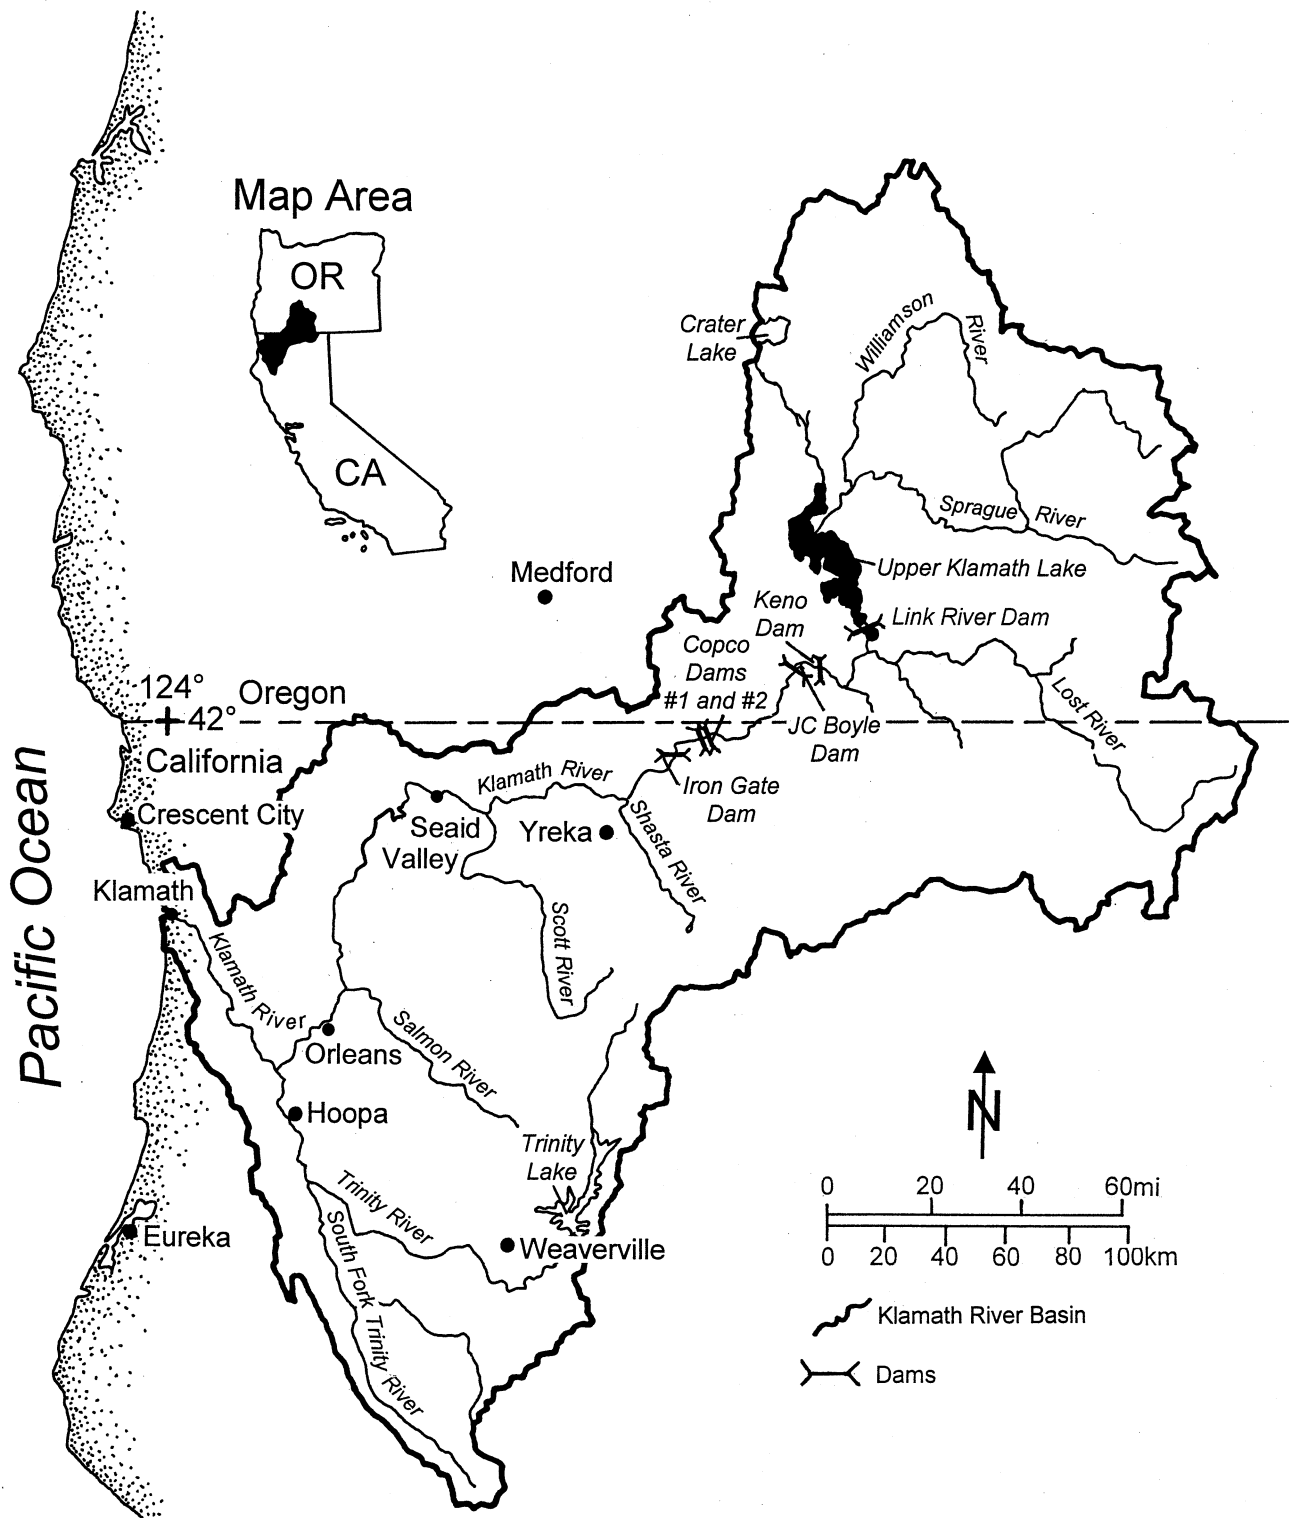 Map Area
OR
CA
Crater
Lake
Williamson
River
Sprague River
Upper Klamath Lake
Medford
Keno
Dam
Link River Dam
Copco
Dams
#1 and #2
JC Boyle
Dam
Lost River
124°
42°
Oregon
California
Pacific Ocean
Crescent City
Klamath River
Iron Gate
Dam
Seaid
Valley
Yreka
Shasta River
Klamath
Klamath River
Scott River
Orleans
Salmon River
Hoopa
Trinity
Lake
Trinity River
South Fork Trinity River
Eureka
Weaverville
N
0 20 40 60mi
0 20 40 60 80 100km
Klamath River Basin
Dams